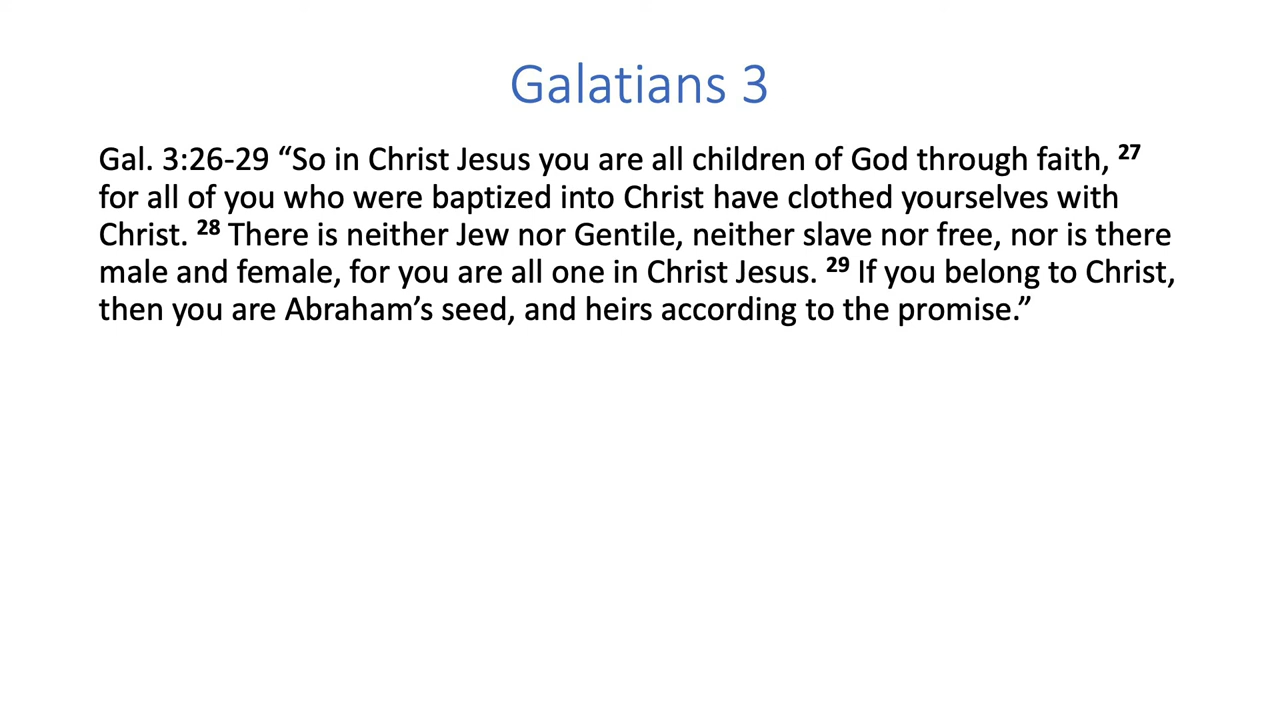 Galatians 3
Gal. 3:26-29 “So in Christ Jesus you are all children of God through faith, 27
for all of you who were baptized into Christ have clothed yourselves with
Christ. 28 There is neither Jew nor Gentile, neither slave nor free, nor is there
male and female, for you are all one in Christ Jesus. 29 If you belong to Christ,
then you are Abraham’s seed, and heirs according to the promise.”